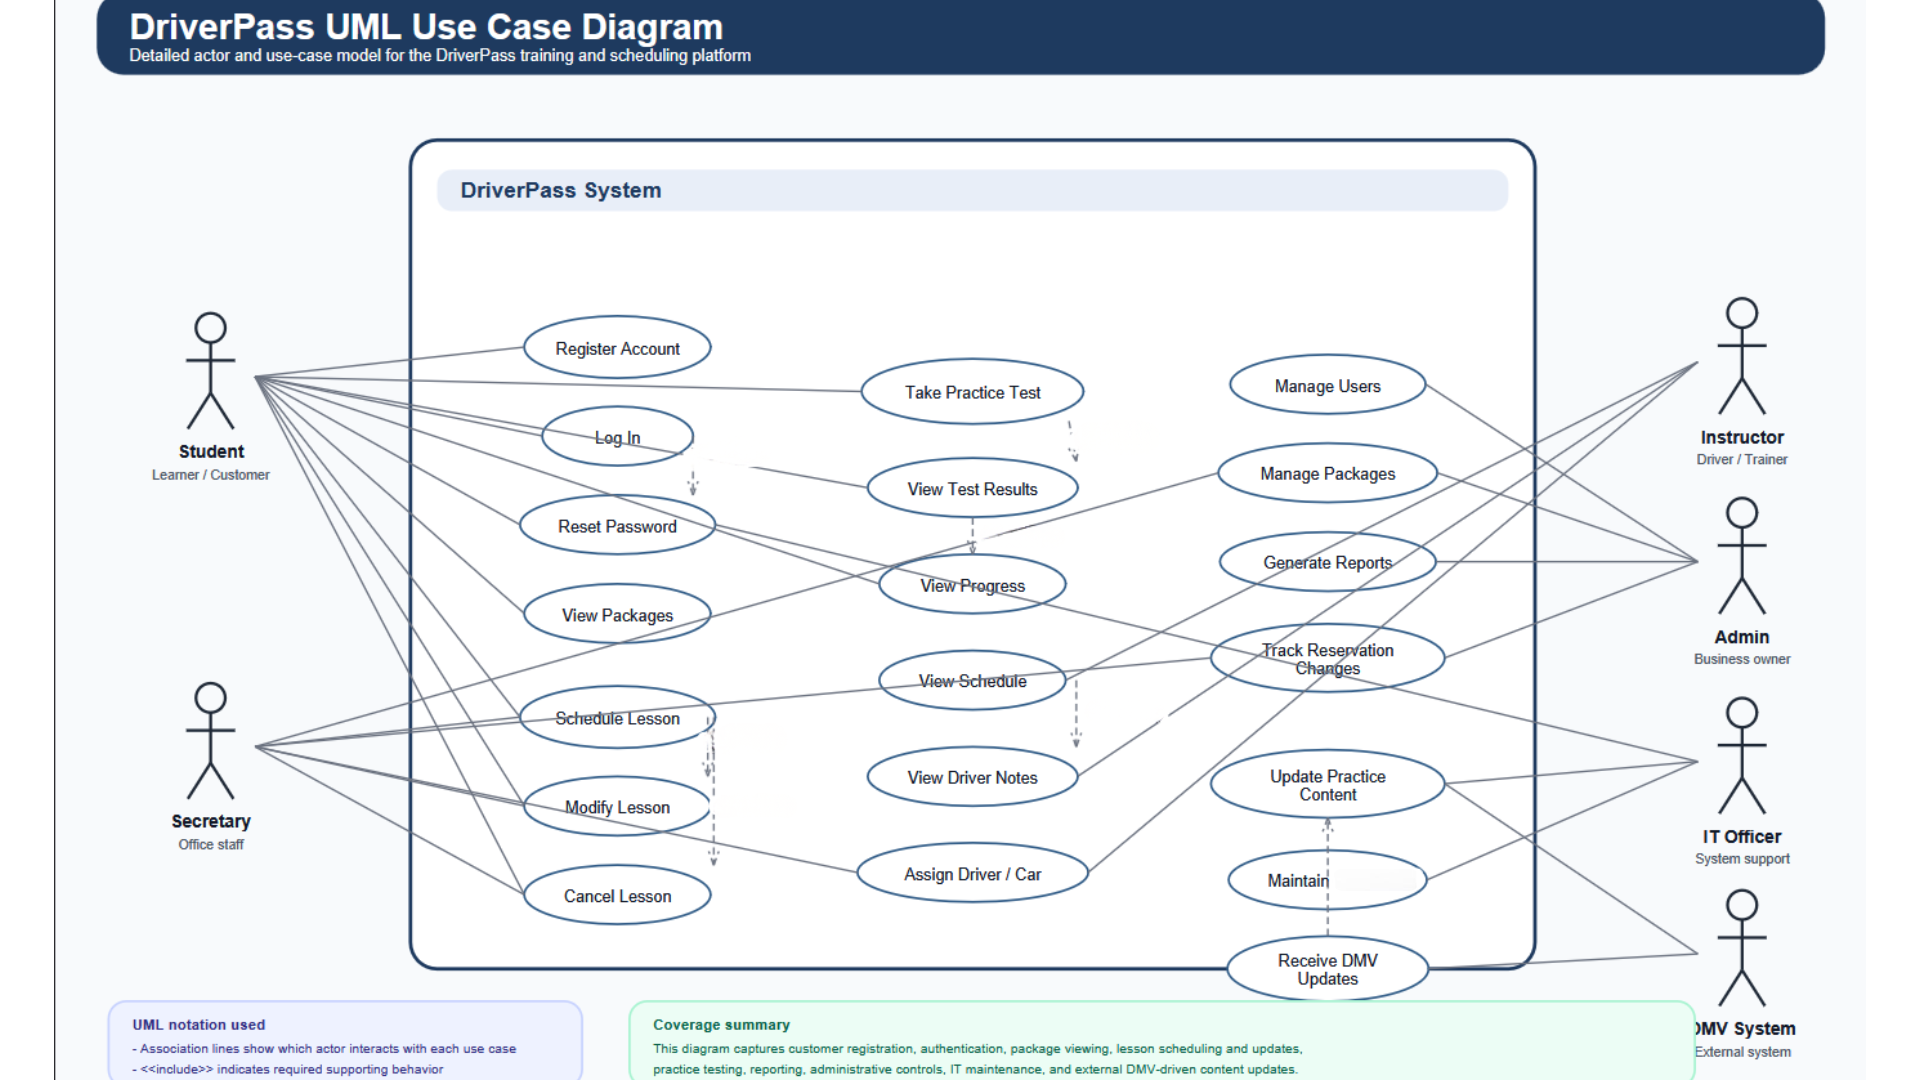 DriverPass UML Use Case Diagram
Detailed actor and use-case model for the DriverPass training and scheduling platform
DriverPass System
Register Account
Log In
Reset Password
View Packages
Schedule Lesson
Modify Lesson
Cancel Lesson
Take Practice Test
View Test Results
View Progress
View Schedule
View Driver Notes
Assign Driver / Car
Manage Users
Manage Packages
Generate Reports
Track Reservation
Changes
Update Practice
Content
Maintain
Receive DMV
Updates
Student
Learner / Customer
Secretary
Office staff
Instructor
Driver / Trainer
Admin
Business owner
IT Officer
System support
DMV System
External system
UML notation used
- Association lines show which actor interacts with each use case
- <<include>> indicates required supporting behavior
Coverage summary
This diagram captures customer registration, authentication, package viewing, lesson scheduling and updates,
practice testing, reporting, administrative controls, IT maintenance, and external DMV-driven content updates.